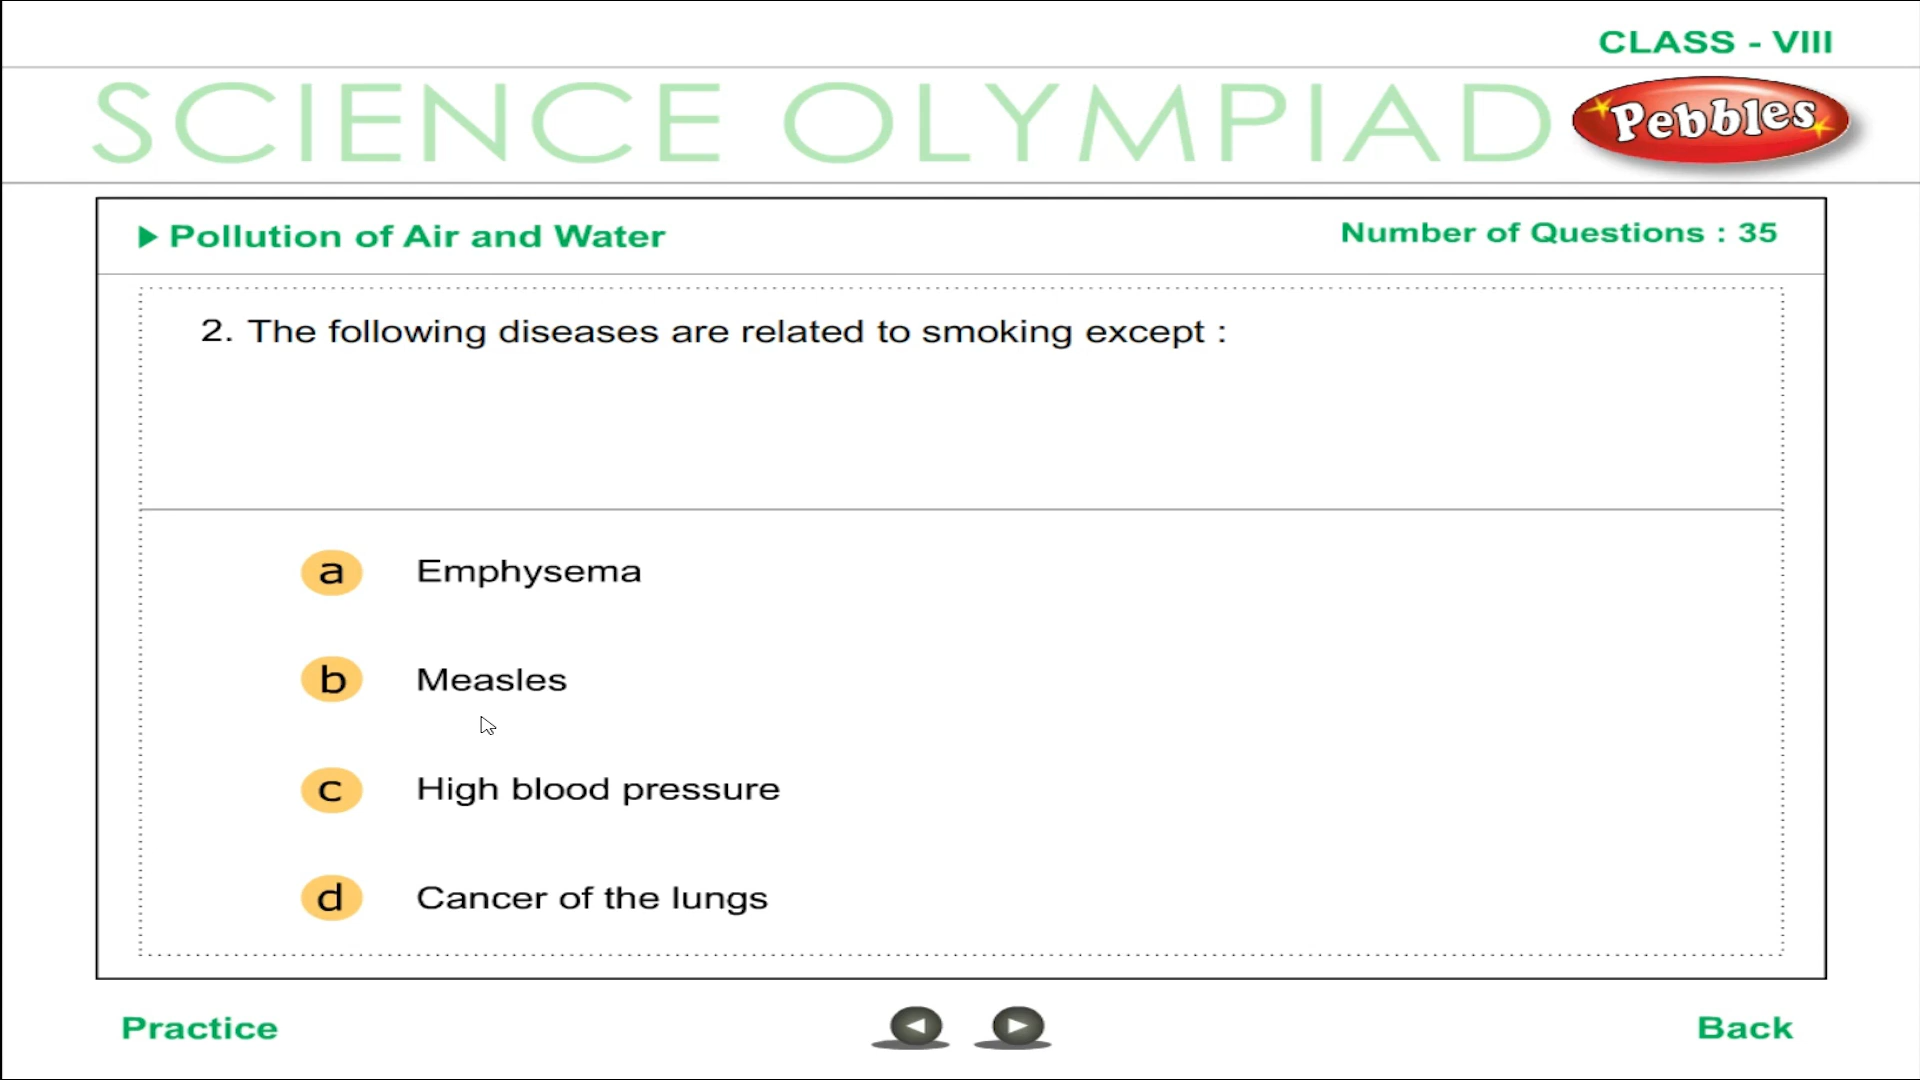 CLASS - VIII
SCIENCE OLYMPIAD
Pebbles
Pollution of Air and Water
Number of Questions : 35
2. The following diseases are related to smoking except :
a Emphysema
b Measles
c High blood pressure
d Cancer of the lungs
Practice
Back